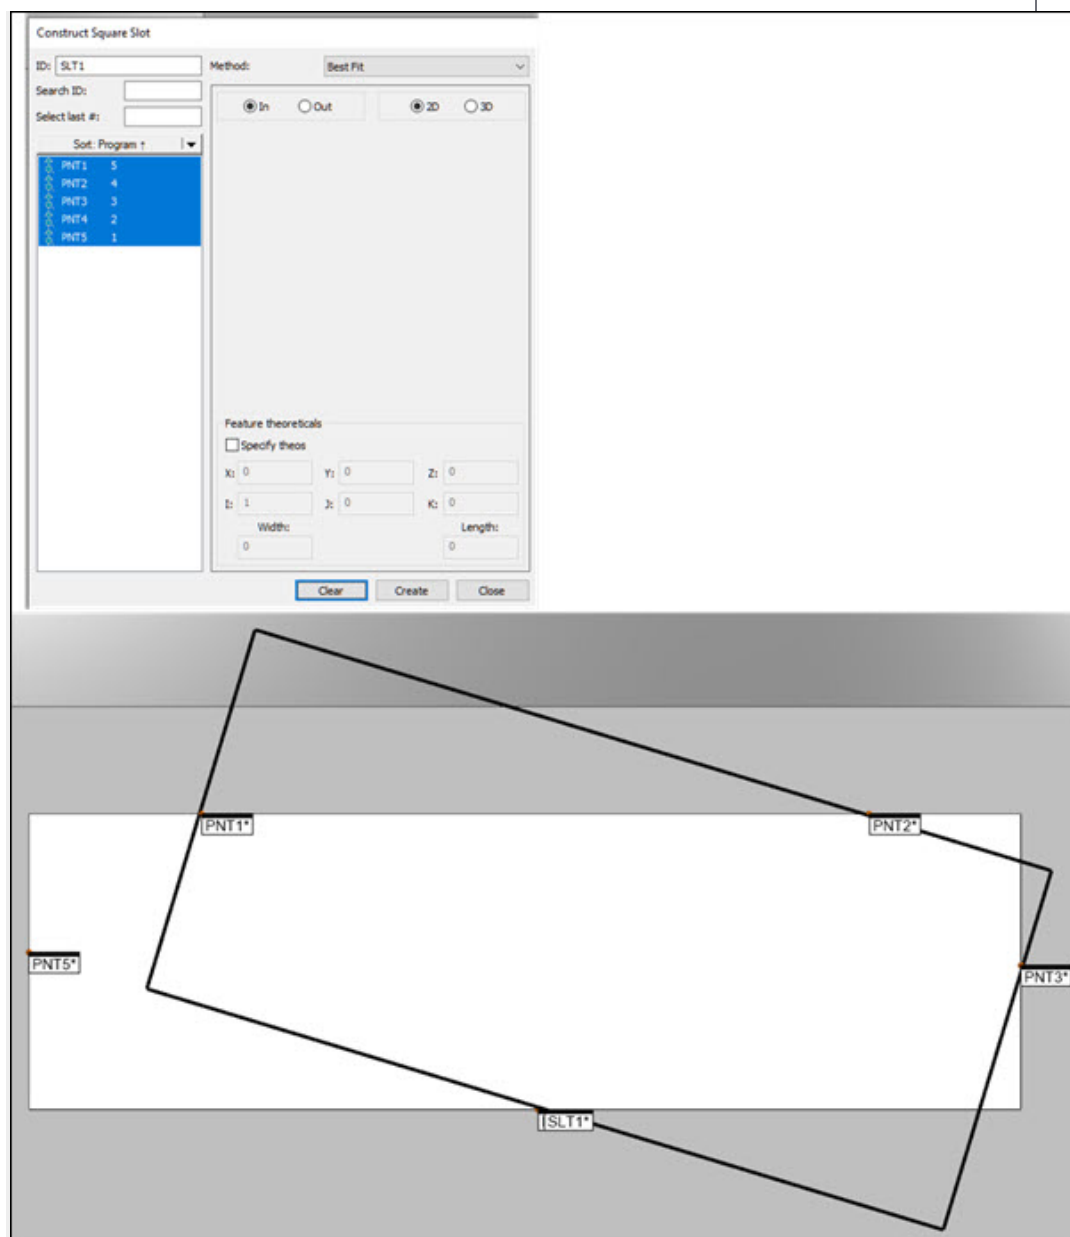 Construct Square Slot
ID: SLT1 Method: Best Fit
Search ID:
In Out 2D 3D
Select last #:
Sort: Program ↑
PNT1 5
PNT2 4
PNT3 3
PNT4 2
PNT5 1
Feature theoreticals
Specify theos
X: 0 Y: 0 Z: 0
I: 1 J: 0 K: 0
Width: Length:
0 0
Clear Create Close
PNT1* PNT2*
PNT5* PNT3*
SLT1*